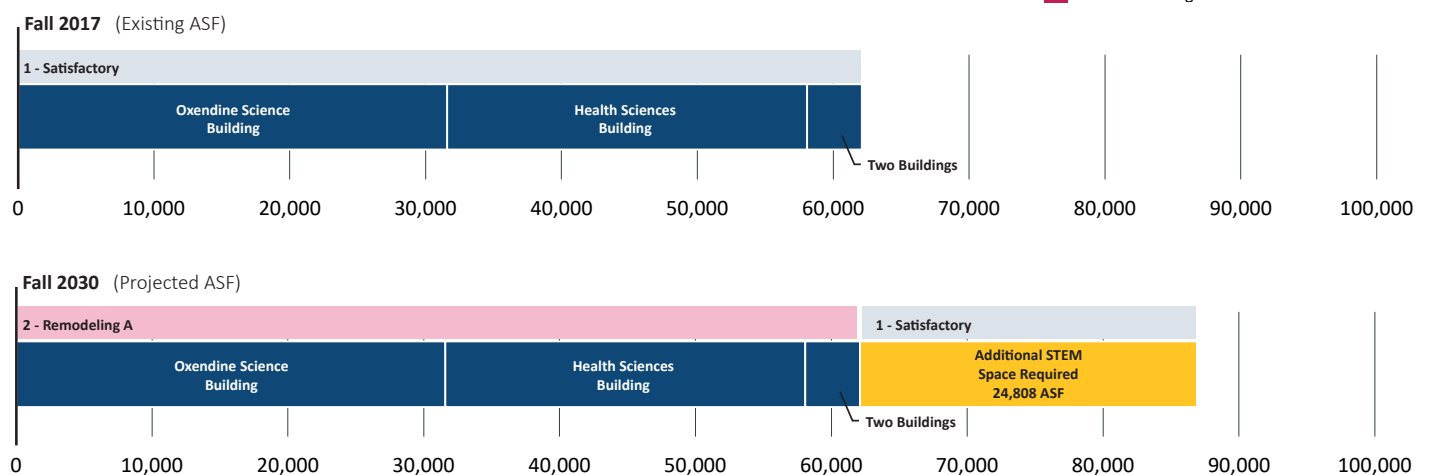 Fall 2017 (Existing ASF)
1 - Satisfactory
Oxendine Science
Building
Health Sciences
Building
Two Buildings
0 10,000 20,000 30,000 40,000 50,000 60,000 70,000 80,000 90,000 100,000
Fall 2030 (Projected ASF)
2 - Remodeling A
1 - Satisfactory
Oxendine Science
Building
Health Sciences
Building
Additional STEM
Space Required
24,808 ASF
Two Buildings
0 10,000 20,000 30,000 40,000 50,000 60,000 70,000 80,000 90,000 100,000